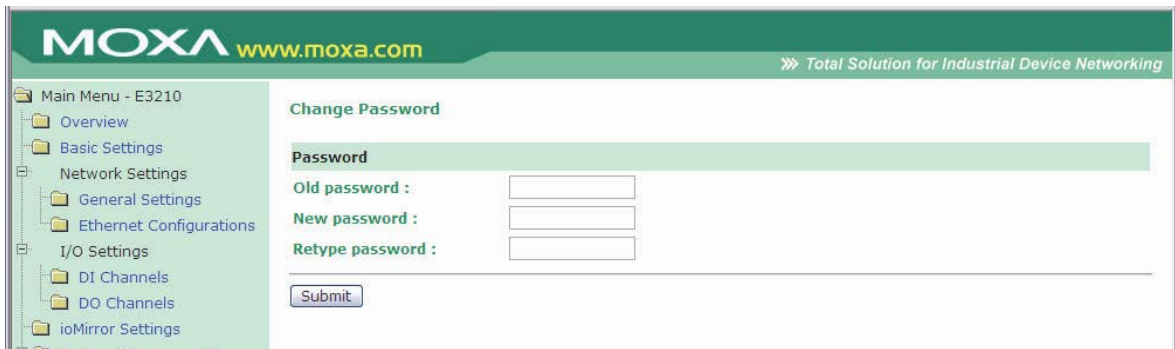 MOXA www.moxa.com
Total Solution for Industrial Device Networking
Main Menu - E3210
Overview
Basic Settings
Network Settings
General Settings
Ethernet Configurations
I/O Settings
DI Channels
DO Channels
ioMirror Settings
Change Password
Password
Old password :
New password :
Retype password :
Submit